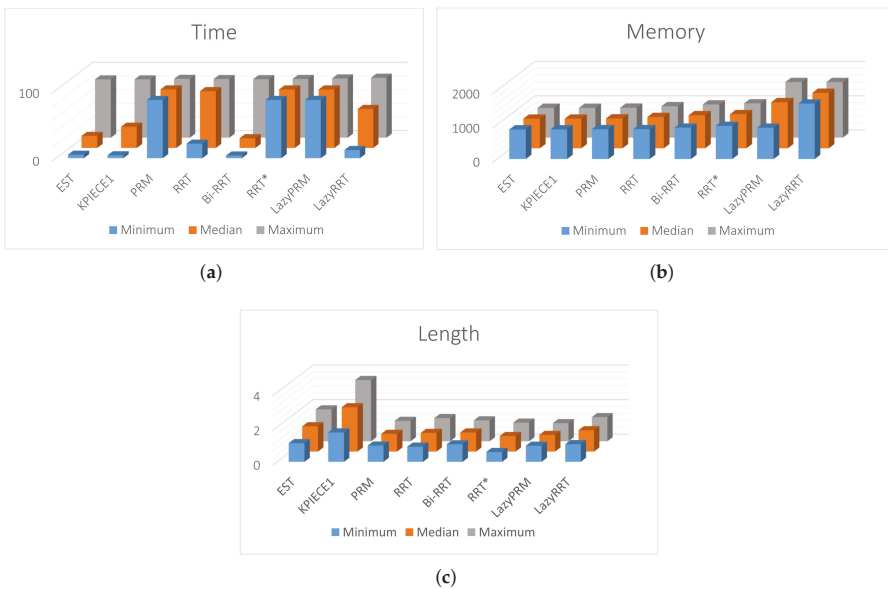 Time
100
0
EST
KPIECE1
PRM
RRT
Bi-RRT
RRT*
LazyPRM
LazyRRT
Minimum Median Maximum
(a)
Memory
2000
1000
0
EST
KPIECE1
PRM
RRT
Bi-RRT
RRT*
LazyPRM
LazyRRT
Minimum Median Maximum
(b)
Length
4
2
0
EST
KPIECE1
PRM
RRT
Bi-RRT
RRT*
LazyPRM
LazyRRT
Minimum Median Maximum
(c)